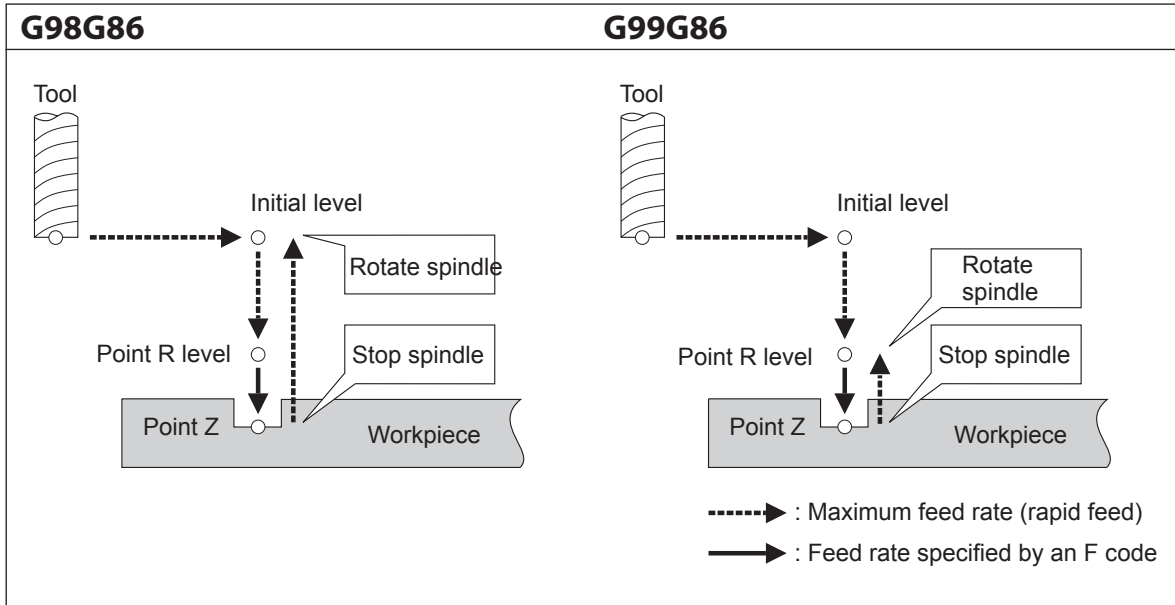 G98G86
G99G86
Tool
Initial level
Rotate spindle
Point R level
Stop spindle
Point Z
Workpiece
Tool
Initial level
Rotate
spindle
Point R level
Stop spindle
Point Z
Workpiece
: Maximum feed rate (rapid feed)
: Feed rate specified by an F code